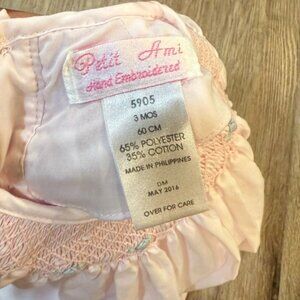 Petit Ami
Hand Embroidered
5905
3 MOS
60 CM
65% POLYESTER
35% COTTON
MADE IN PHILIPPINES
DM
MAY 2016
OVER FOR CARE